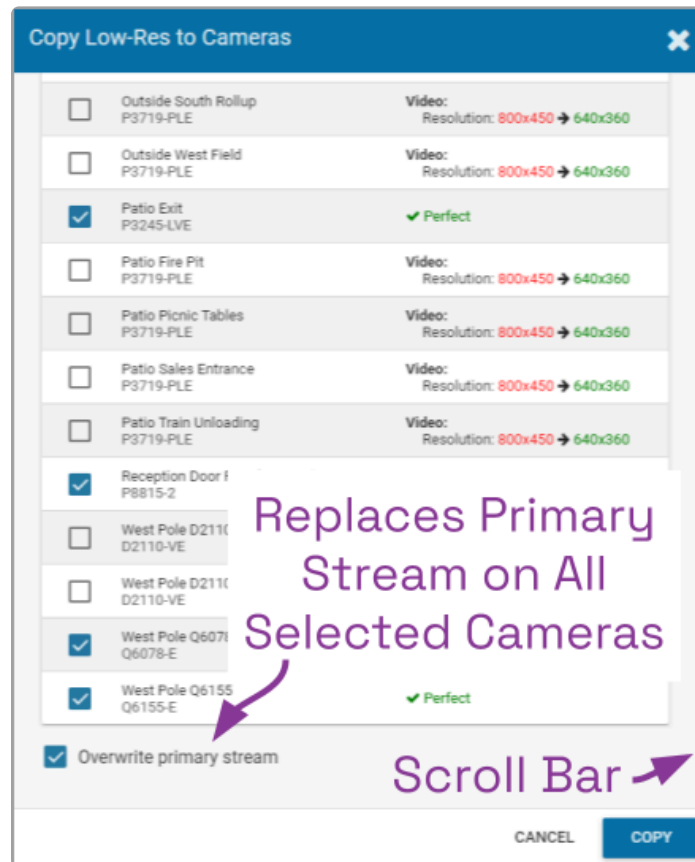 Copy Low-Res to Cameras
Outside South Rollup
P3719-PLE
Video:
Resolution: 800x450 → 640x360
Outside West Field
P3719-PLE
Video:
Resolution: 800x450 → 640x360
Patio Exit
P3245-LVE
✔ Perfect
Patio Fire Pit
P3719-PLE
Video:
Resolution: 800x450 → 640x360
Patio Picnic Tables
P3719-PLE
Video:
Resolution: 800x450 → 640x360
Patio Sales Entrance
P3719-PLE
Video:
Resolution: 800x450 → 640x360
Patio Train Unloading
P3719-PLE
Video:
Resolution: 800x450 → 640x360
Reception Door
P8815-2
West Pole D2110
D2110-VE
West Pole D2110
D2110-VE
West Pole Q6078
Q6078-E
West Pole Q6155
Q6155-E
✔ Perfect
Replaces Primary
Stream on All
Selected Cameras
Overwrite primary stream
Scroll Bar
CANCEL
COPY